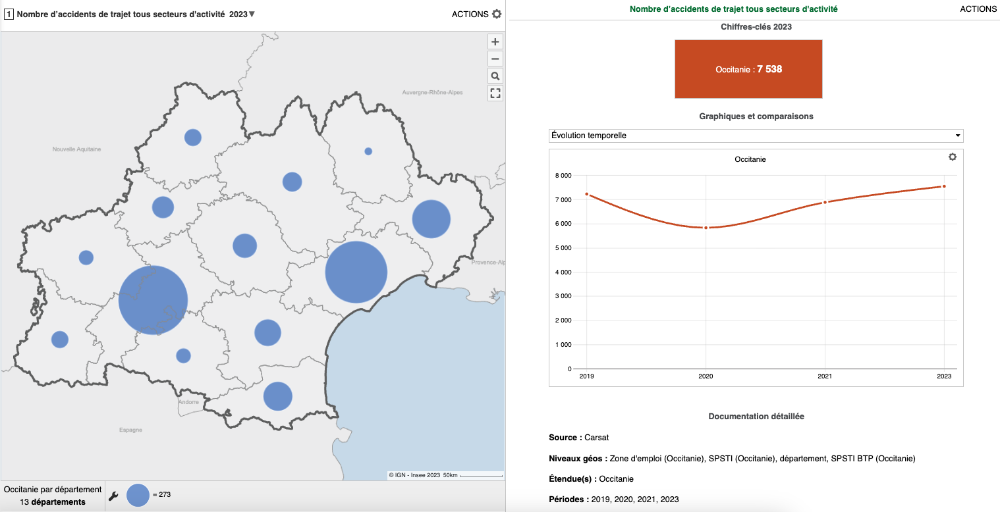 1 Nombre d’accidents de trajet tous secteurs d'activité 2023▼
ACTIONS
+
−
Auvergne-Rhône-Alpes
Nouvelle Aquitaine
Provence-Alp
Andorre
Espagne
© IGN - Insee 2023 50km
Occitanie par département
13 départements
= 273
Nombre d’accidents de trajet tous secteurs d'activité
ACTIONS
Chiffres-clés 2023
Occitanie : 7 538
Graphiques et comparaisons
Évolution temporelle
Occitanie
8 000
7 000
6 000
5 000
4 000
3 000
2 000
1 000
0
2019 2020 2021 2023
Documentation détaillée
Source : Carsat
Niveaux géos : Zone d'emploi (Occitanie), SPSTI (Occitanie), département, SPSTI BTP (Occitanie)
Étendue(s) : Occitanie
Périodes : 2019, 2020, 2021, 2023